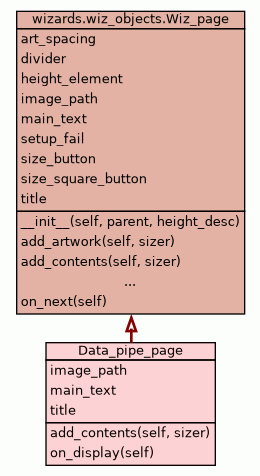 wizards.wiz_objects.Wiz_page
art_spacing
divider
height_element
image_path
main_text
setup_fail
size_button
size_square_button
title
__init__(self, parent, height_desc)
add_artwork(self, sizer)
add_contents(self, sizer)
...
on_next(self)
Data_pipe_page
image_path
main_text
title
add_contents(self, sizer)
on_display(self)